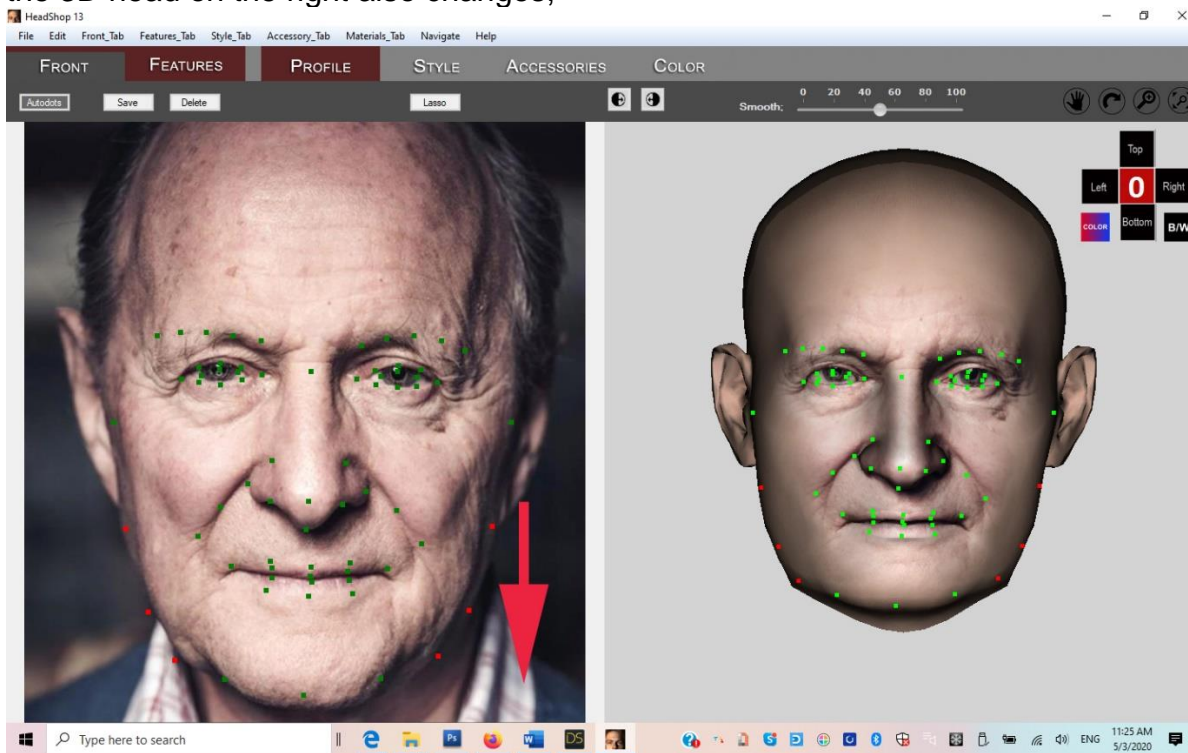 the 3D head on the right also changes,
HeadShop 13
File Edit Front_Tab Features_Tab Style_Tab Accessory_Tab Materials_Tab Navigate Help
FRONT FEATURES PROFILE STYLE ACCESSORIES COLOR
Autodots Save Delete Lasso Smooth; 0 20 40 60 80 100
Top
Left 0 Right
COLOR Bottom B/W
Type here to search
Ps W DS
ENG 11:25 AM
5/3/2020